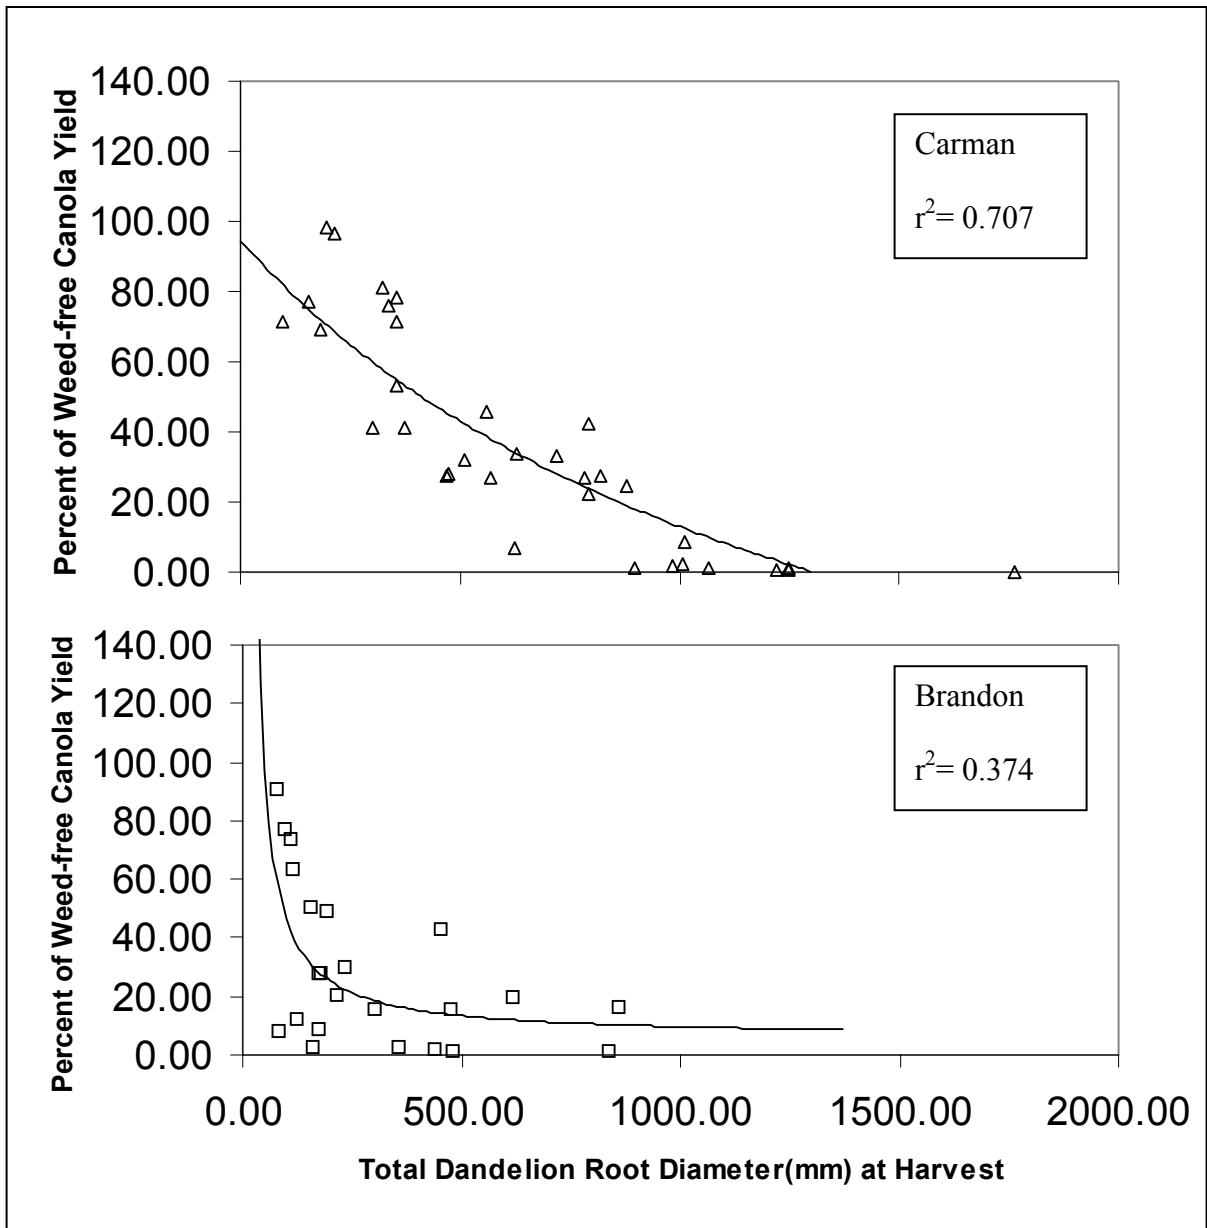 Percent of Weed-free Canola Yield
140.00
120.00
100.00
80.00
60.00
40.00
20.00
0.00
Carman
r²= 0.707
Percent of Weed-free Canola Yield
140.00
120.00
100.00
80.00
60.00
40.00
20.00
0.00
Brandon
r²= 0.374
0.00 500.00 1000.00 1500.00 2000.00
Total Dandelion Root Diameter(mm) at Harvest